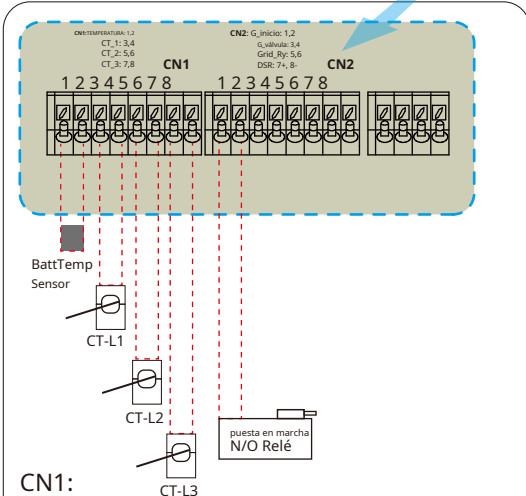 CN1:TEMPERATURA: 1,2
CT_1: 3,4
CT_2: 5,6
CT_3: 7,8
CN1
CN2: G_inicio: 1,2
G_válvula: 3,4
Grid_Ry: 5,6
DSR: 7+, 8-
CN2
1 2 3 4 5 6 7 8
1 2 3 4 5 6 7 8
BattTemp
Sensor
CT-L1
CT-L2
CT-L3
puesta en marcha
N/O Relé
CN1: